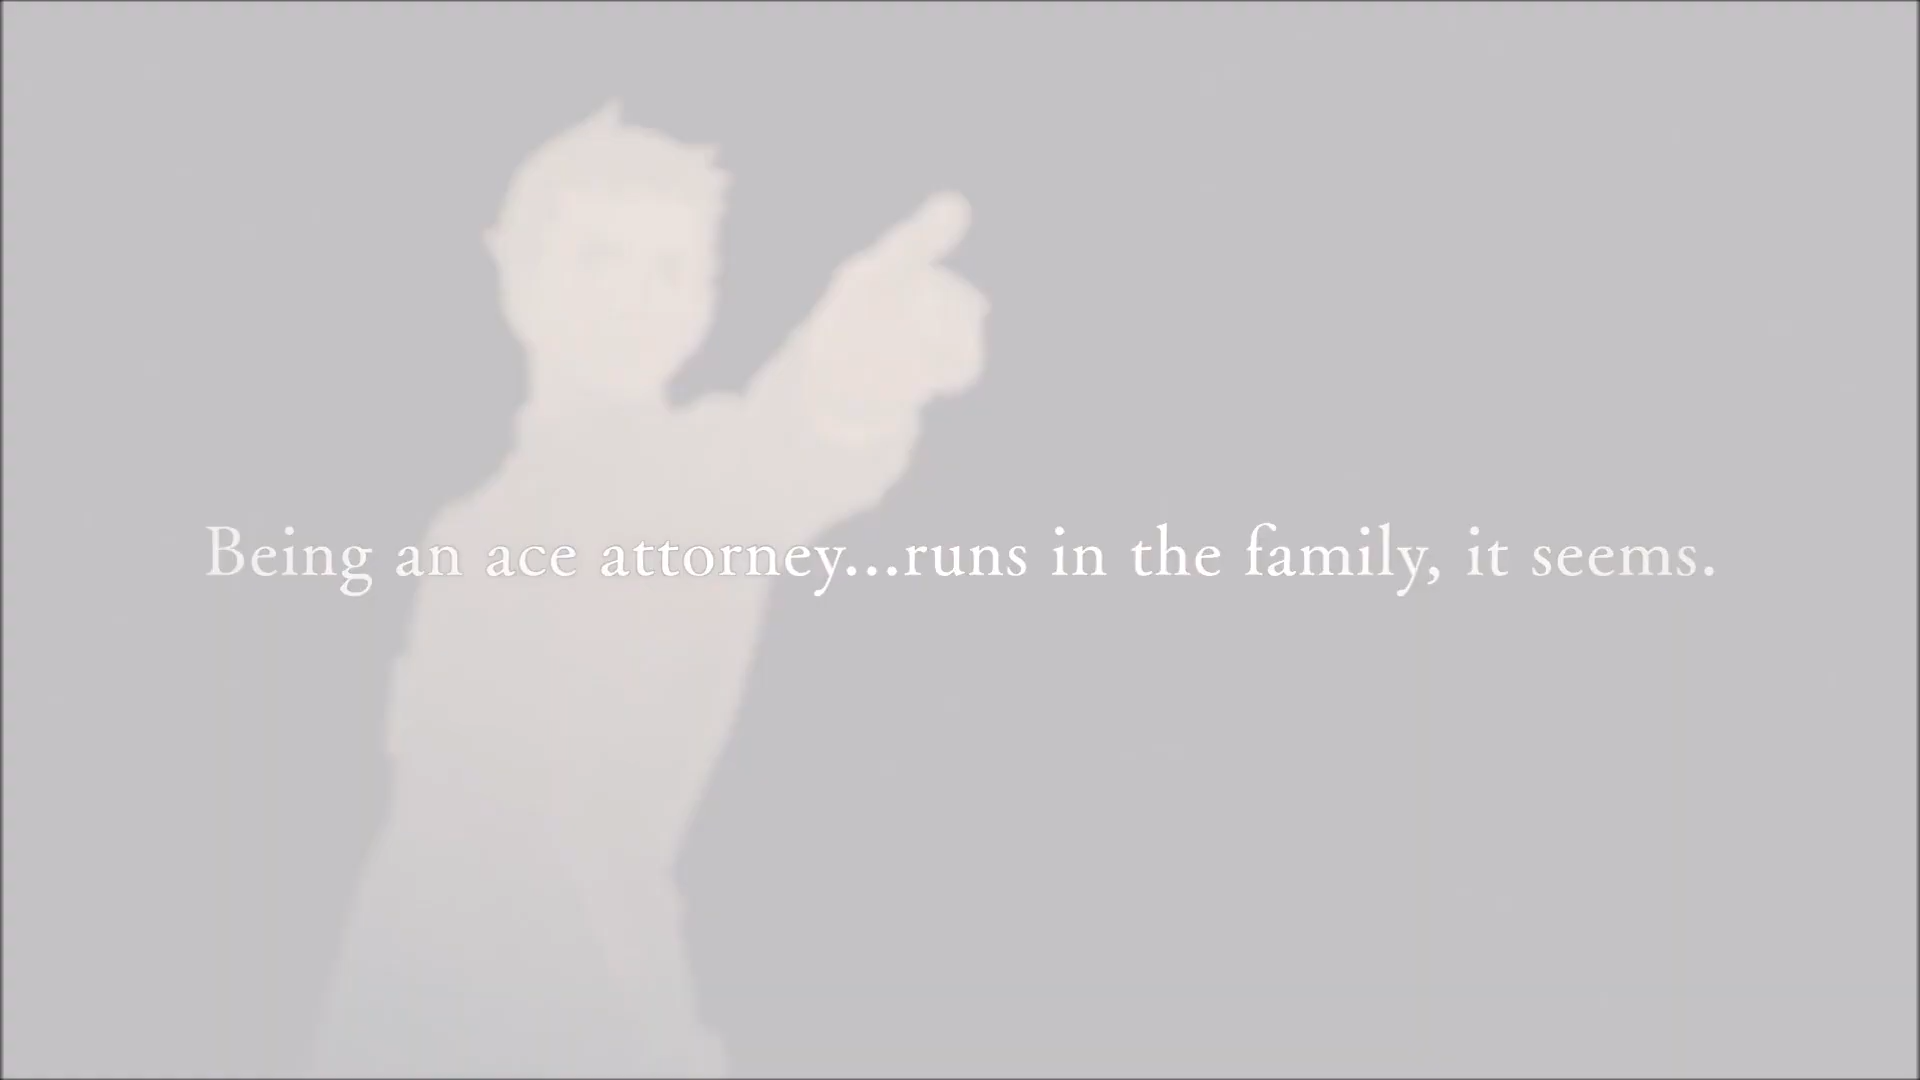 Being an ace attorney...runs in the family, it seems.